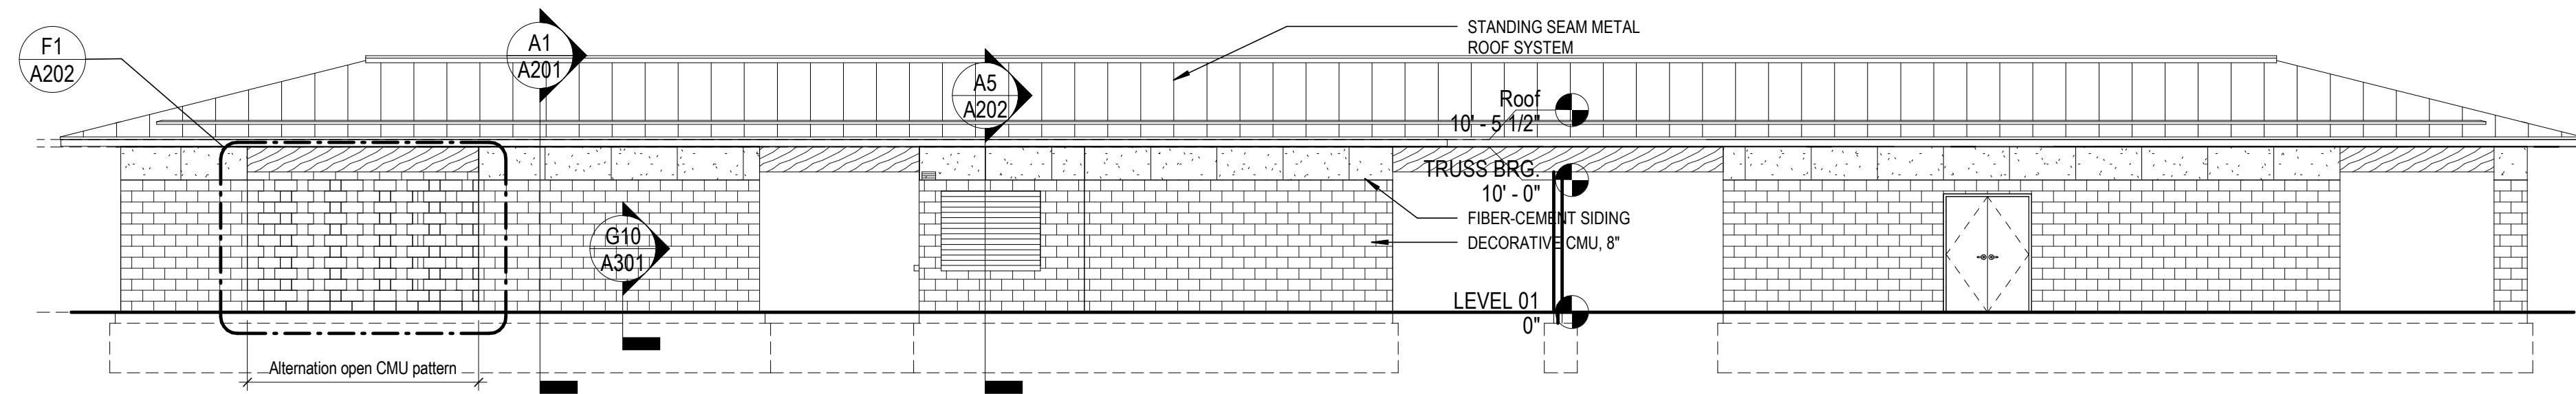 F1
A202
A1
A201
A5
A202
STANDING SEAM METAL
ROOF SYSTEM
Roof
10' - 5 1/2"
TRUSS BRG.
10' - 0"
FIBER-CEMENT SIDING
DECORATIVE CMU, 8"
G10
A301
LEVEL 01
0"
Alternation open CMU pattern